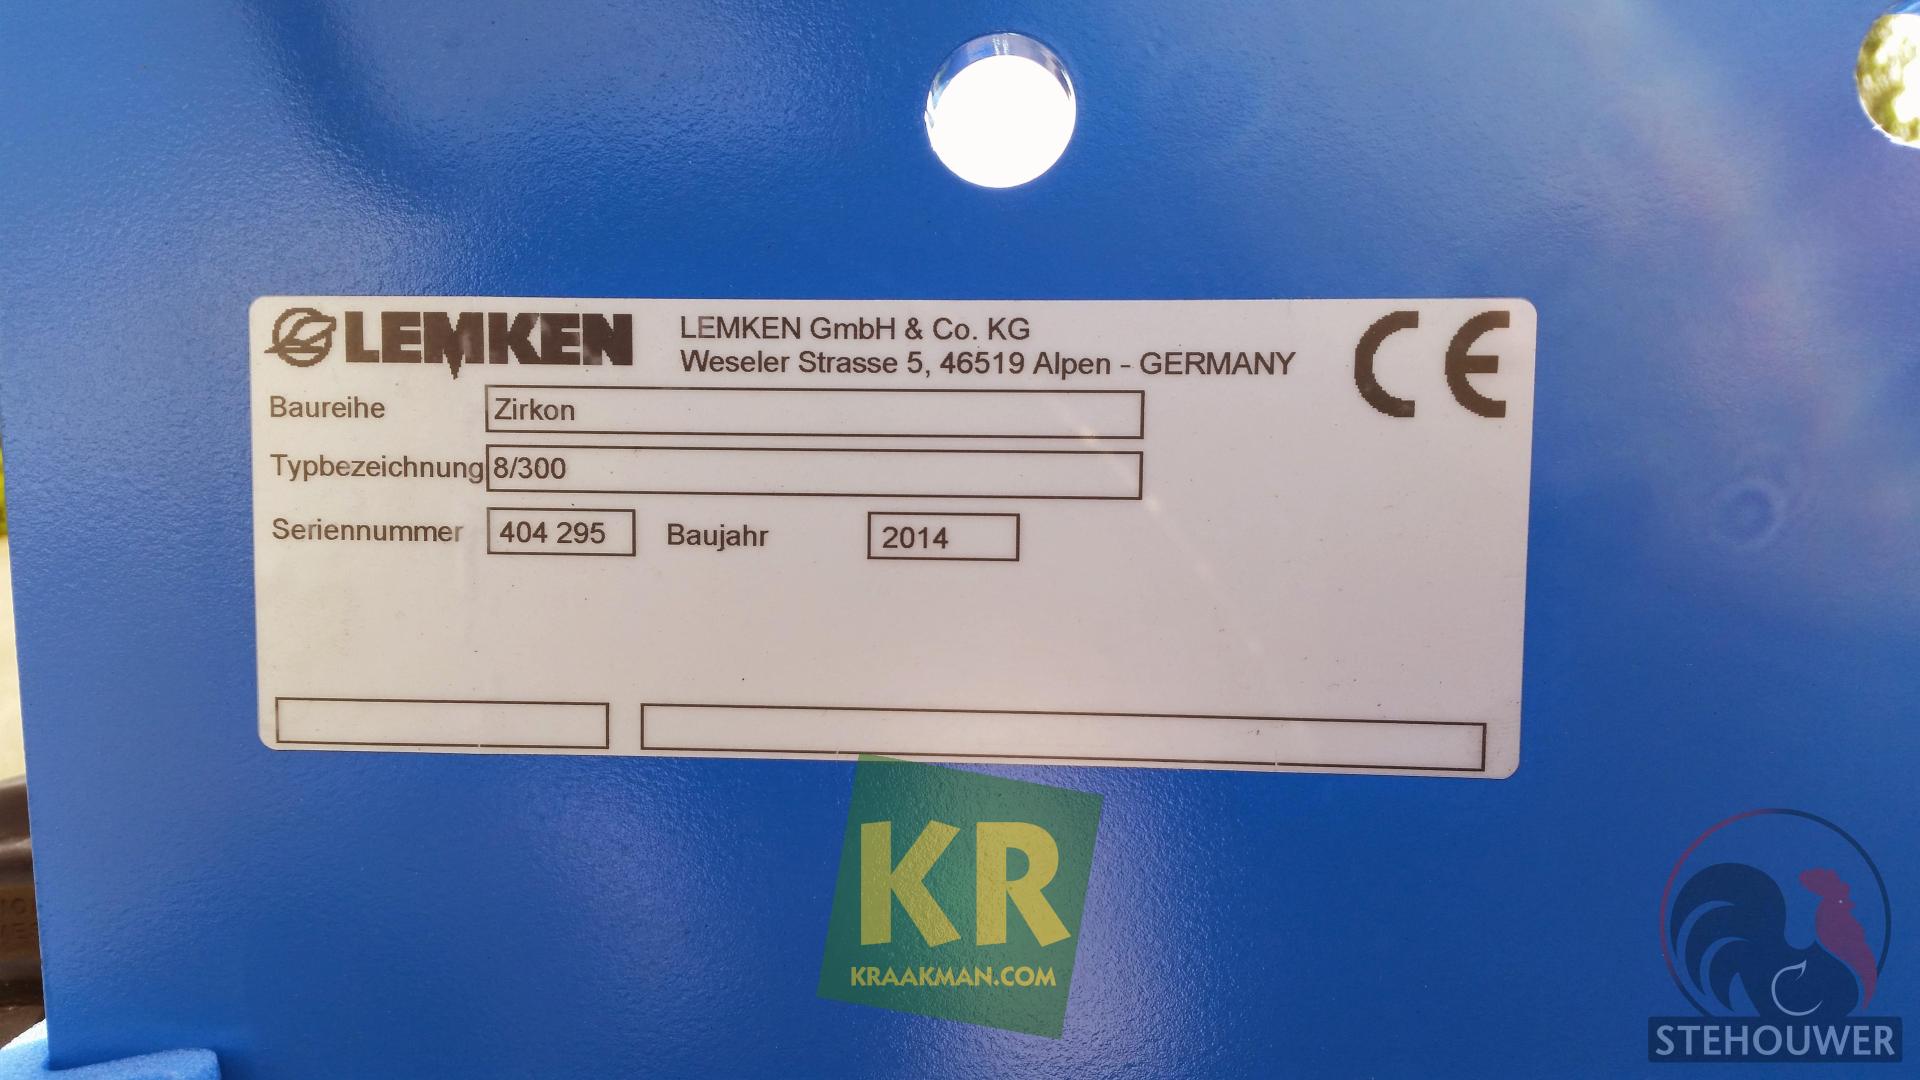 LEMKEN
LEMKEN GmbH & Co. KG
Weseler Strasse 5, 46519 Alpen - GERMANY
CE
Baureihe Zirkon
Typbezeichnung 8/300
Seriennummer 404 295 Baujahr 2014
KR
KRAAKMAN.COM
STEHOUWER